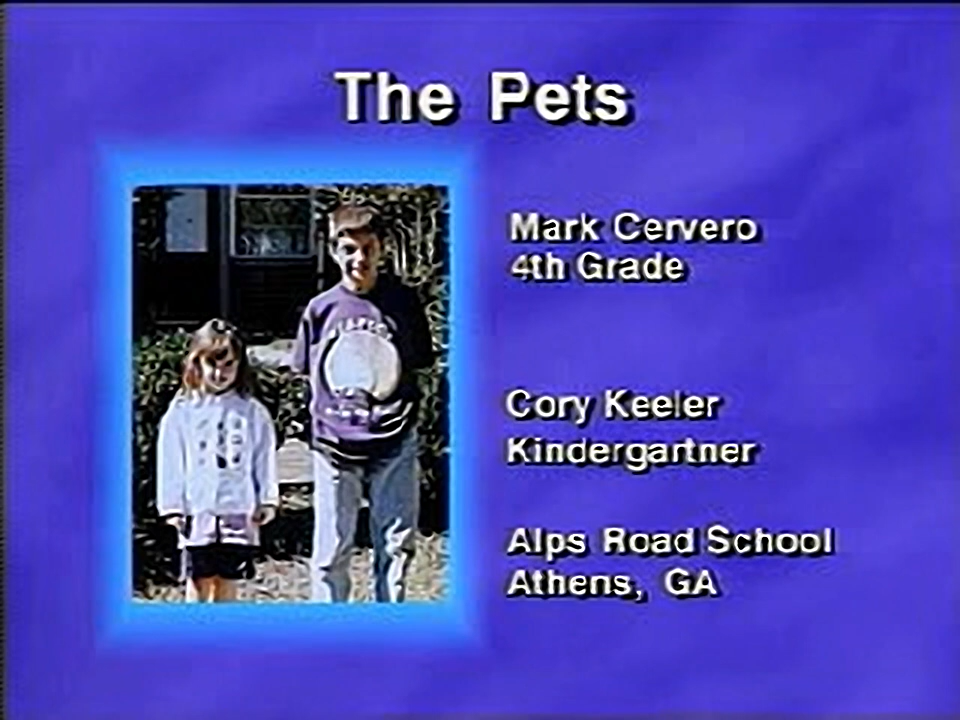 The Pets
Mark Cervero
4th Grade
Cory Keeler
Kindergartner
Alps Road School
Athens, GA